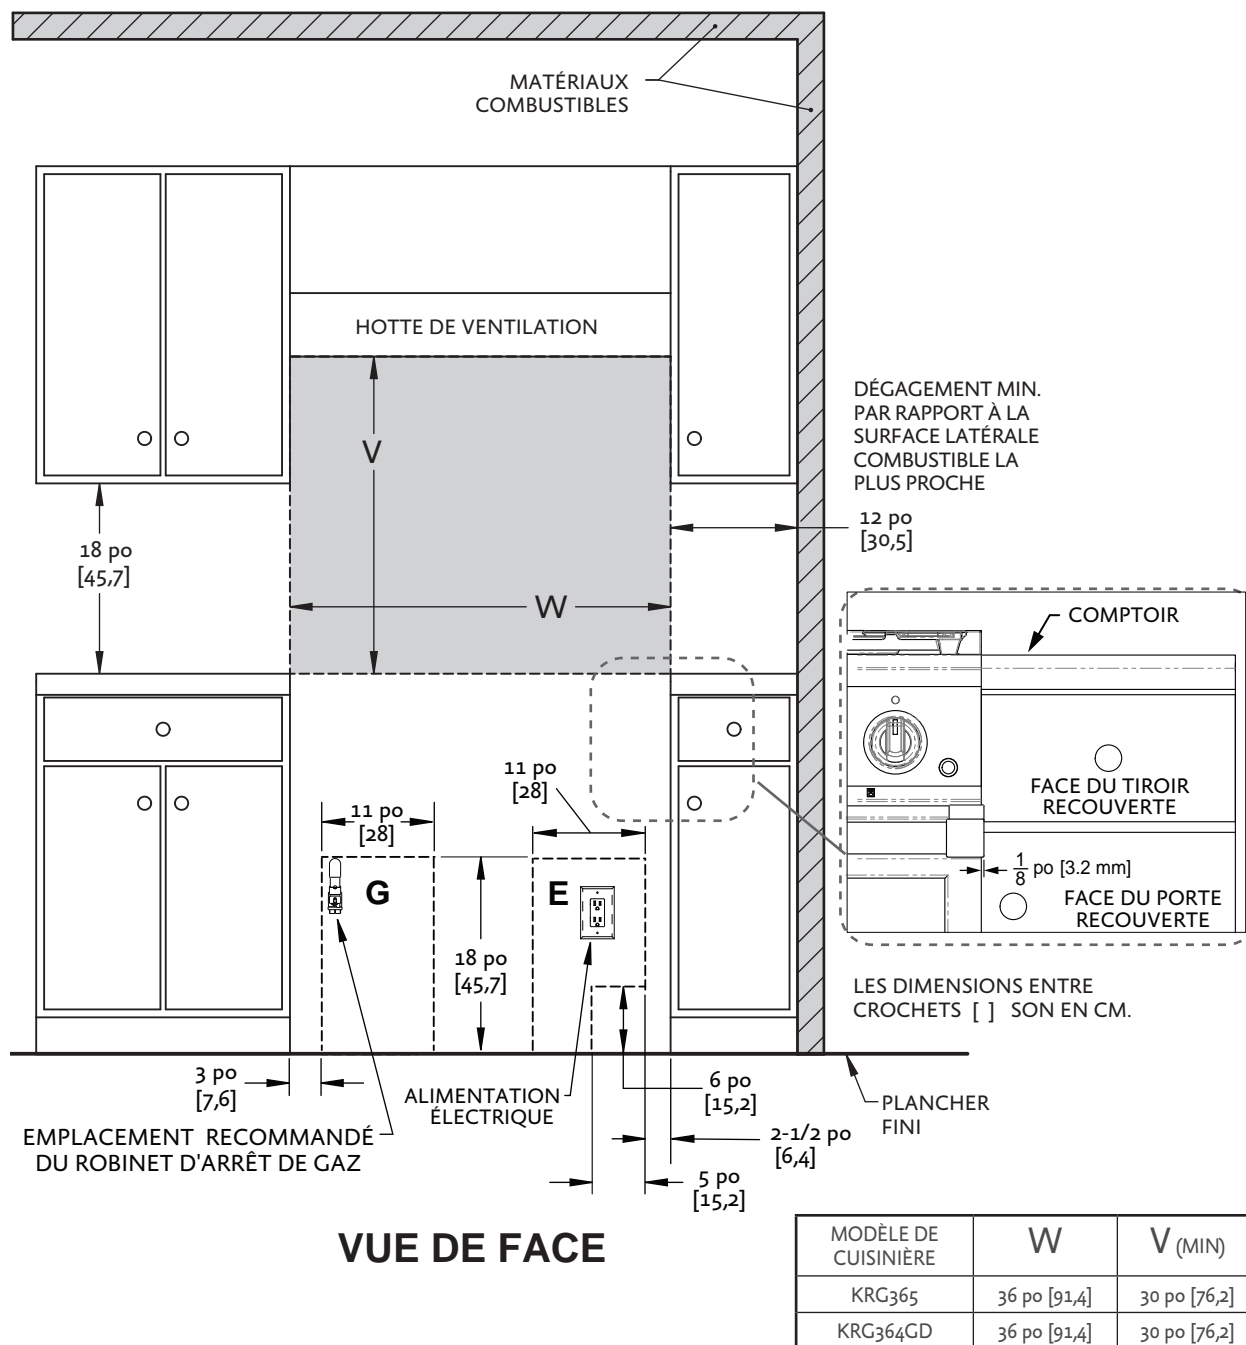 MATÉRIAUX
COMBUSTIBLES
HOTTE DE VENTILATION
V
W
DÉGAGEMENT MIN.
PAR RAPPORT À LA
SURFACE LATÉRALE
COMBUSTIBLE LA
PLUS PROCHE
12 po
[30,5]
18 po
[45,7]
COMPTOIR
FACE DU TIROIR
RECOUVERTE
1/8 po [3.2 mm]
FACE DU PORTE
RECOUVERTE
11 po
[28]
11 po
[28]
G
E
18 po
[45,7]
LES DIMENSIONS ENTRE
CROCHETS [ ] SON EN CM.
3 po
[7,6]
ALIMENTATION
ÉLECTRIQUE
6 po
[15,2]
PLANCHER
FINI
EMPLACEMENT RECOMMANDÉ
DU ROBINET D'ARRÊT DE GAZ
2-1/2 po
[6,4]
5 po
[15,2]
VUE DE FACE
MODÈLE DE
CUISINIÈRE
W
V (MIN)
KRG365
36 po [91,4]
30 po [76,2]
KRG364GD
36 po [91,4]
30 po [76,2]